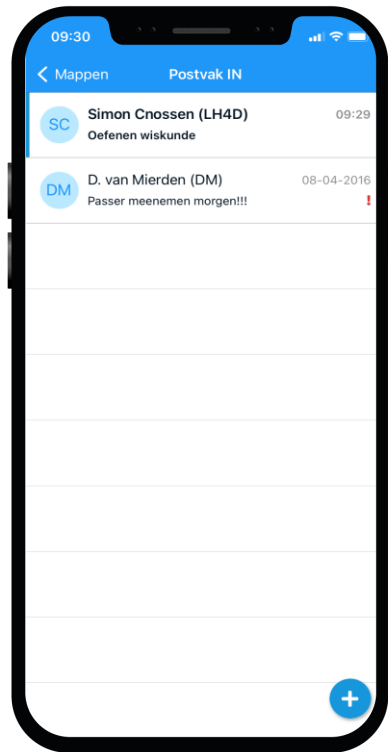 09:30
Mappen
Postvak IN
SC
Simon Cnossen (LH4D)
09:29
Oefenen wiskunde
DM
D. van Mierden (DM)
08-04-2016
Passer meenemen morgen!!!
!
+